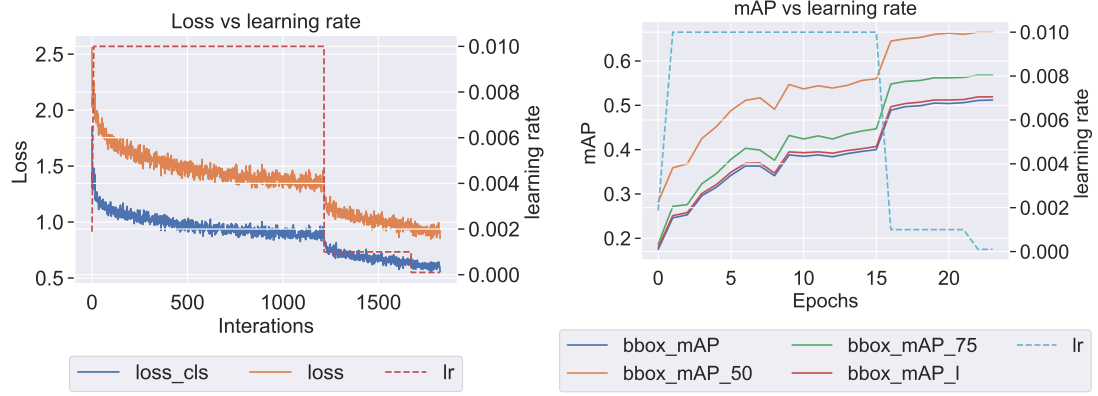 Loss vs learning rate
2.5
2.0
1.5
1.0
0.5
Loss
0.010
0.008
0.006
0.004
0.002
0.000
learning rate
0
500
1000
1500
Interations
loss_cls
loss
lr
mAP vs learning rate
0.6
0.5
0.4
0.3
0.2
mAP
0.010
0.008
0.006
0.004
0.002
0.000
learning rate
0
5
10
15
20
Epochs
bbox_mAP
bbox_mAP_75
lr
bbox_mAP_50
bbox_mAP_l